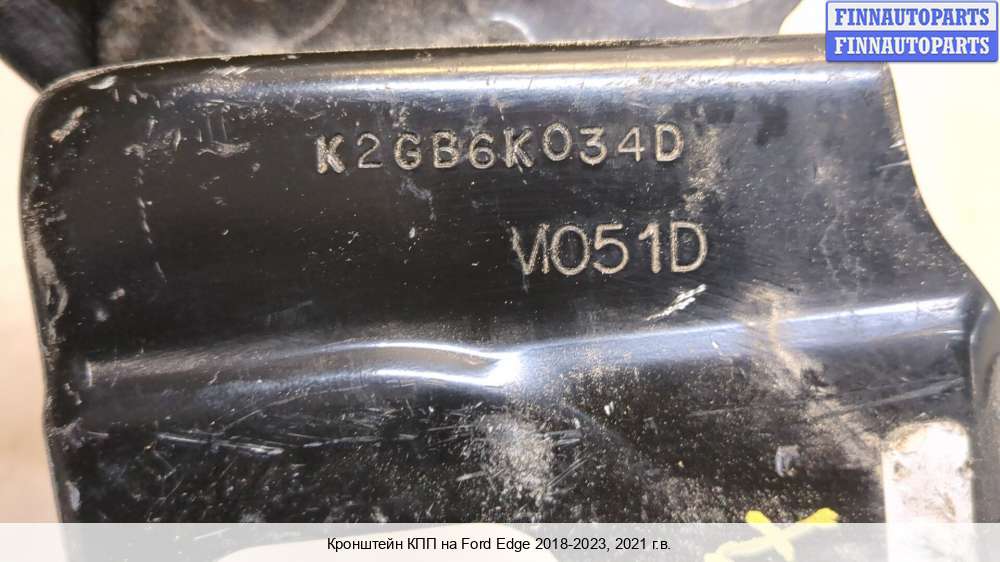 FINNAUTOPARTS
FINNAUTOPARTS
K2GB6K034D
VI051D
Кронштейн КПП на Ford Edge 2018-2023, 2021 г.в.